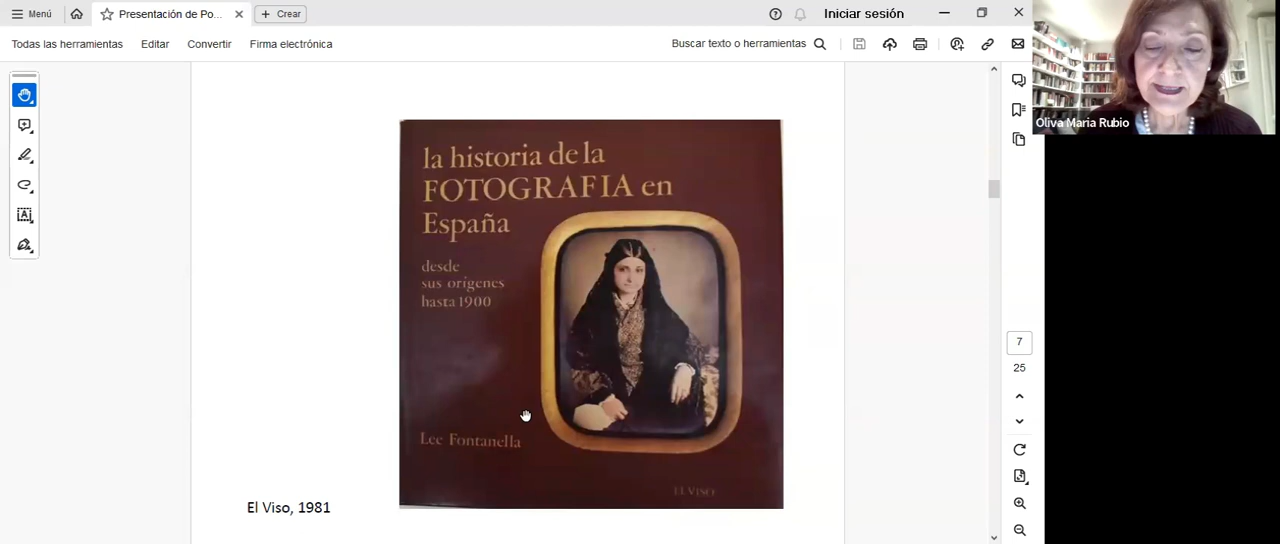 Menú
Presentación de Po...
Crear
Iniciar sesión
Todas las herramientas
Editar
Convertir
Firma electrónica
Buscar texto o herramientas
Oliva María Rubio
la historia de la
FOTOGRAFIA en
España
desde
sus orígenes
hasta 1900
Lee Fontanella
EL VISO
El Viso, 1981
7
25